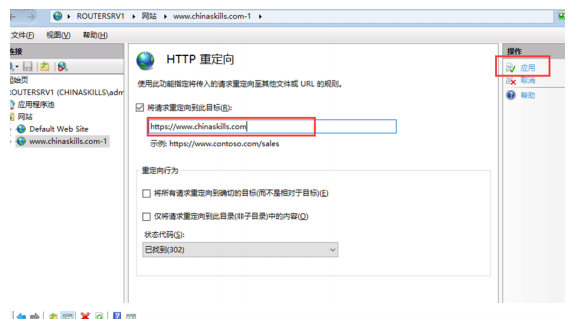 ROUTERSRV1 ▸ 网站 ▸ www.chinaskills.com-1 ▸
文件(F) 视图(V) 帮助(H)
连接
起始页
ROUTERSRV1 (CHINASKILLS\adm
应用程序池
网站
Default Web Site
www.chinaskills.com-1
HTTP 重定向
使用此功能指定将传入的请求重定向至其他文件或 URL 的规则。
将请求重定向到此目标(R):
https://www.chinaskills.com
示例: https://www.contoso.com/sales
重定向行为
将所有请求重定向到确切的目标(而不是相对于目标)(E)
仅将请求重定向到此目录(非子目录)中的内容(O)
状态代码(S):
已找到(302)
操作
应用
取消
帮助